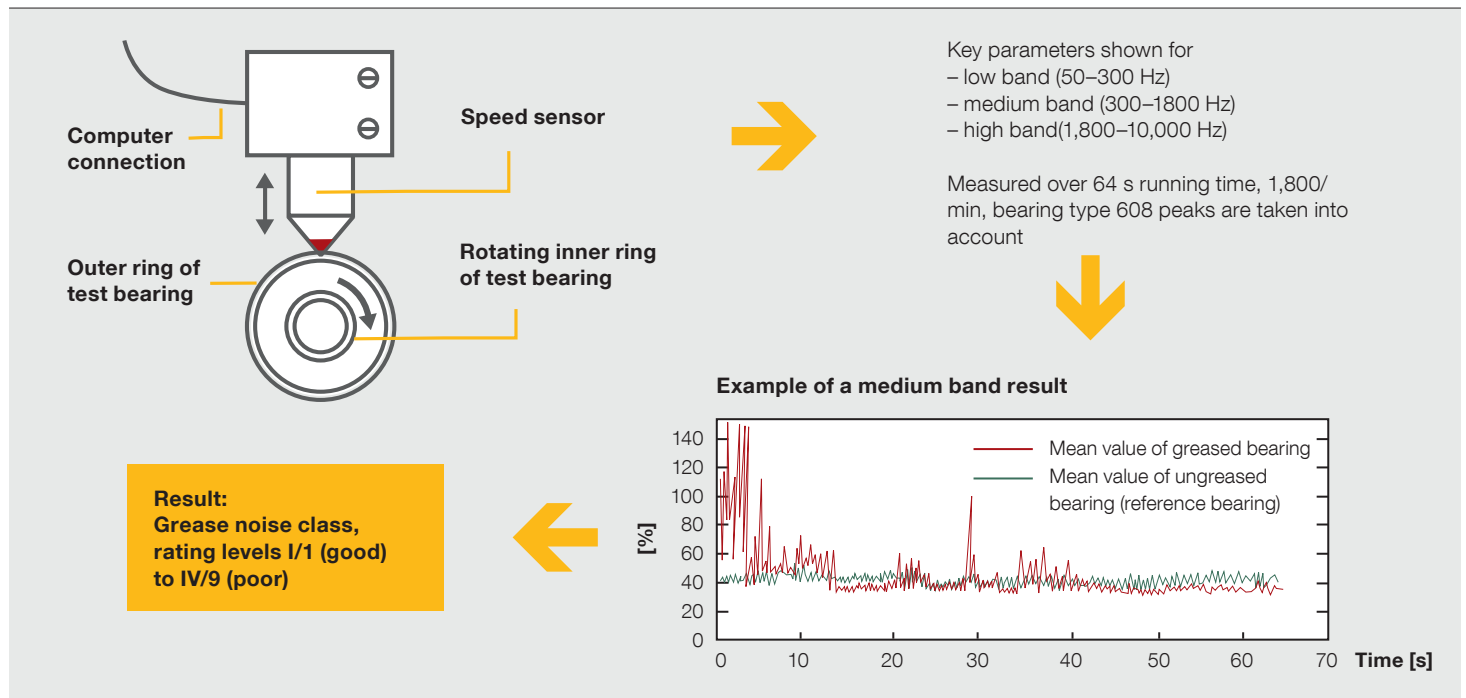 Computer
connection
Speed sensor
Outer ring of
test bearing
Rotating inner ring
of test bearing
Key parameters shown for
– low band (50–300 Hz)
– medium band (300–1800 Hz)
– high band(1,800–10,000 Hz)
Measured over 64 s running time, 1,800/
min, bearing type 608 peaks are taken into
account
Example of a medium band result
[%]
140
120
100
80
60
40
20
0
Mean value of greased bearing
Mean value of ungreased
bearing (reference bearing)
0 10 20 30 40 50 60 70 Time [s]
Result:
Grease noise class,
rating levels I/1 (good)
to IV/9 (poor)